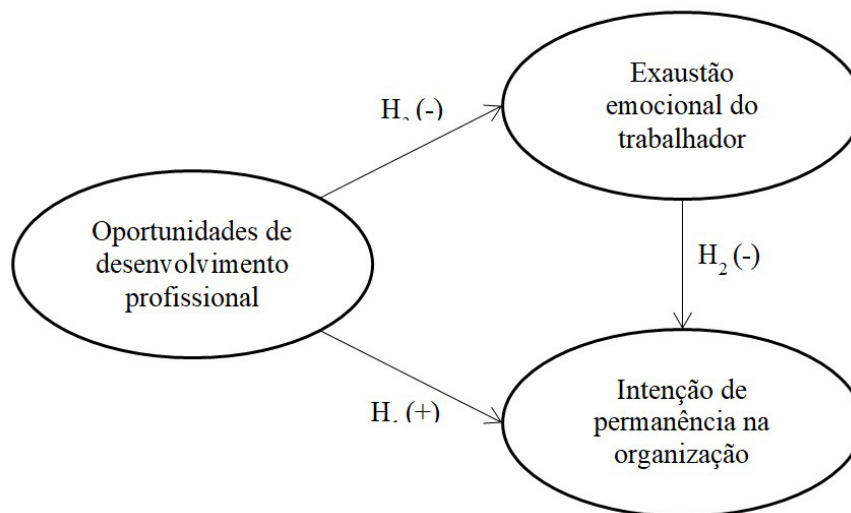 Exaustão
emocional do
trabalhador
H (-)
Oportunidades de
desenvolvimento
profissional
H₂ (-)
H (+)
Intenção de
permanência na
organização